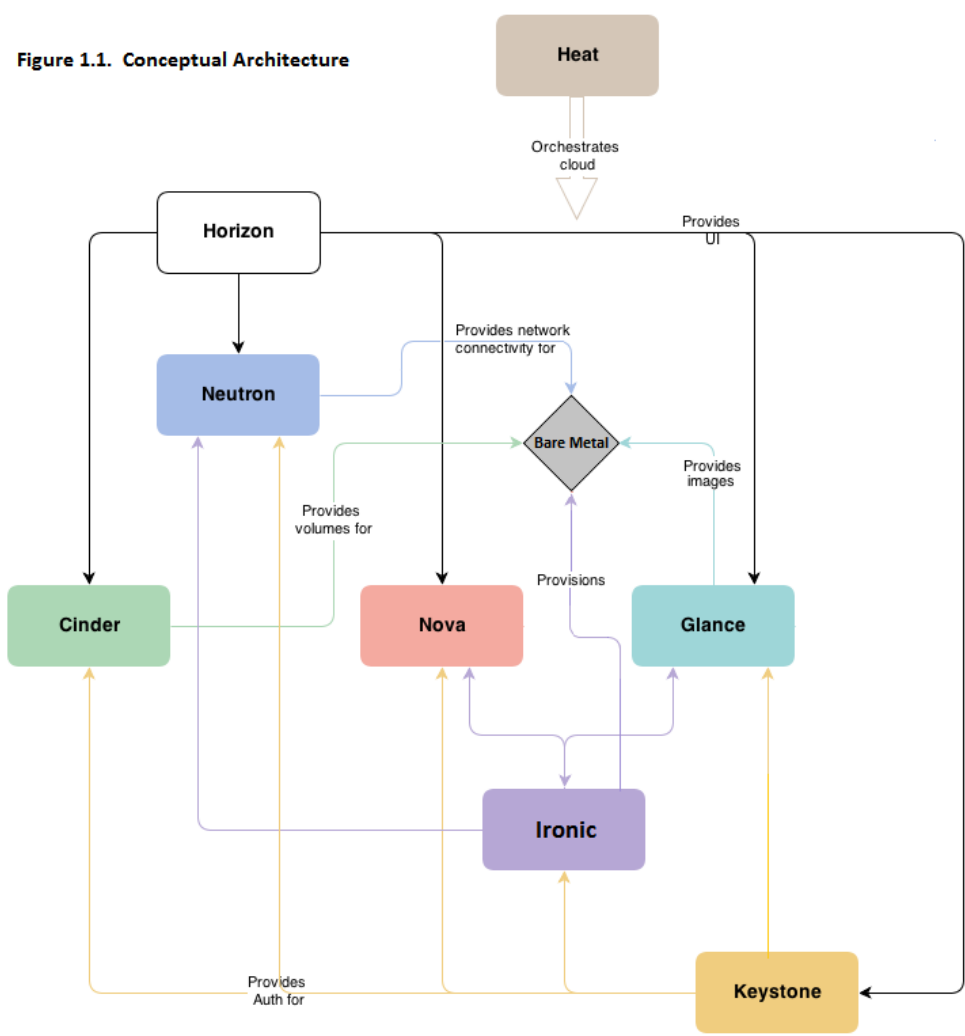 Heat
Figure 1.1. Conceptual Architecture
Orchestrates
cloud
Horizon
Provides
UI
Provides network
connectivity for
Neutron
Bare Metal
Provides
images
Provides
volumes for
Provisions
Cinder
Nova
Glance
Ironic
Provides
Auth for
Keystone